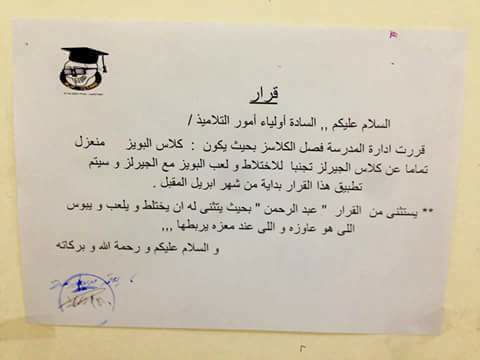 قرار
السلام عليكم ,, السادة أولياء أمور التلاميذ /
قررت ادارة المدرسة فصل الكلاسز بحيث يكون : كلاس البويز منعزل
تماما عن كلاس الجيرلز تجنبا للاختلاط و لعب البويز مع الجيرلز و سيتم
تطبيق هذا القرار بداية من شهر ابريل المقبل .
** يستثنى من القرار " عبد الرحمن " بحيث يتثنى له ان يختلط و يلعب و يبوس
اللى هو عاوزه و اللى عند معزه يربطها ,,,
و السلام عليكم و رحمة الله و بركاته